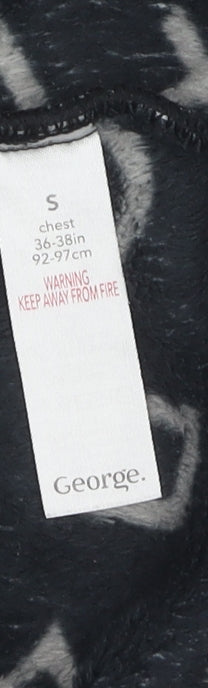 S
chest
36-38in
92-97cm
WARNING
KEEP AWAY FROM FIRE
George.